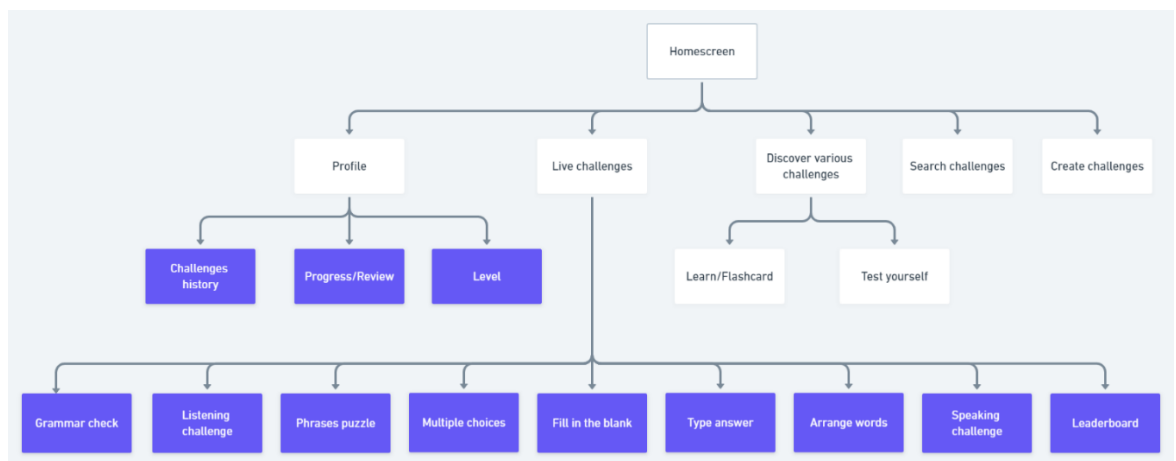 Homescreen
Profile
Live challenges
Discover various
challenges
Search challenges
Create challenges
Challenges
history
Progress/Review
Level
Learn/Flashcard
Test yourself
Grammar check
Listening
challenge
Phrases puzzle
Multiple choices
Fill in the blank
Type answer
Arrange words
Speaking
challenge
Leaderboard